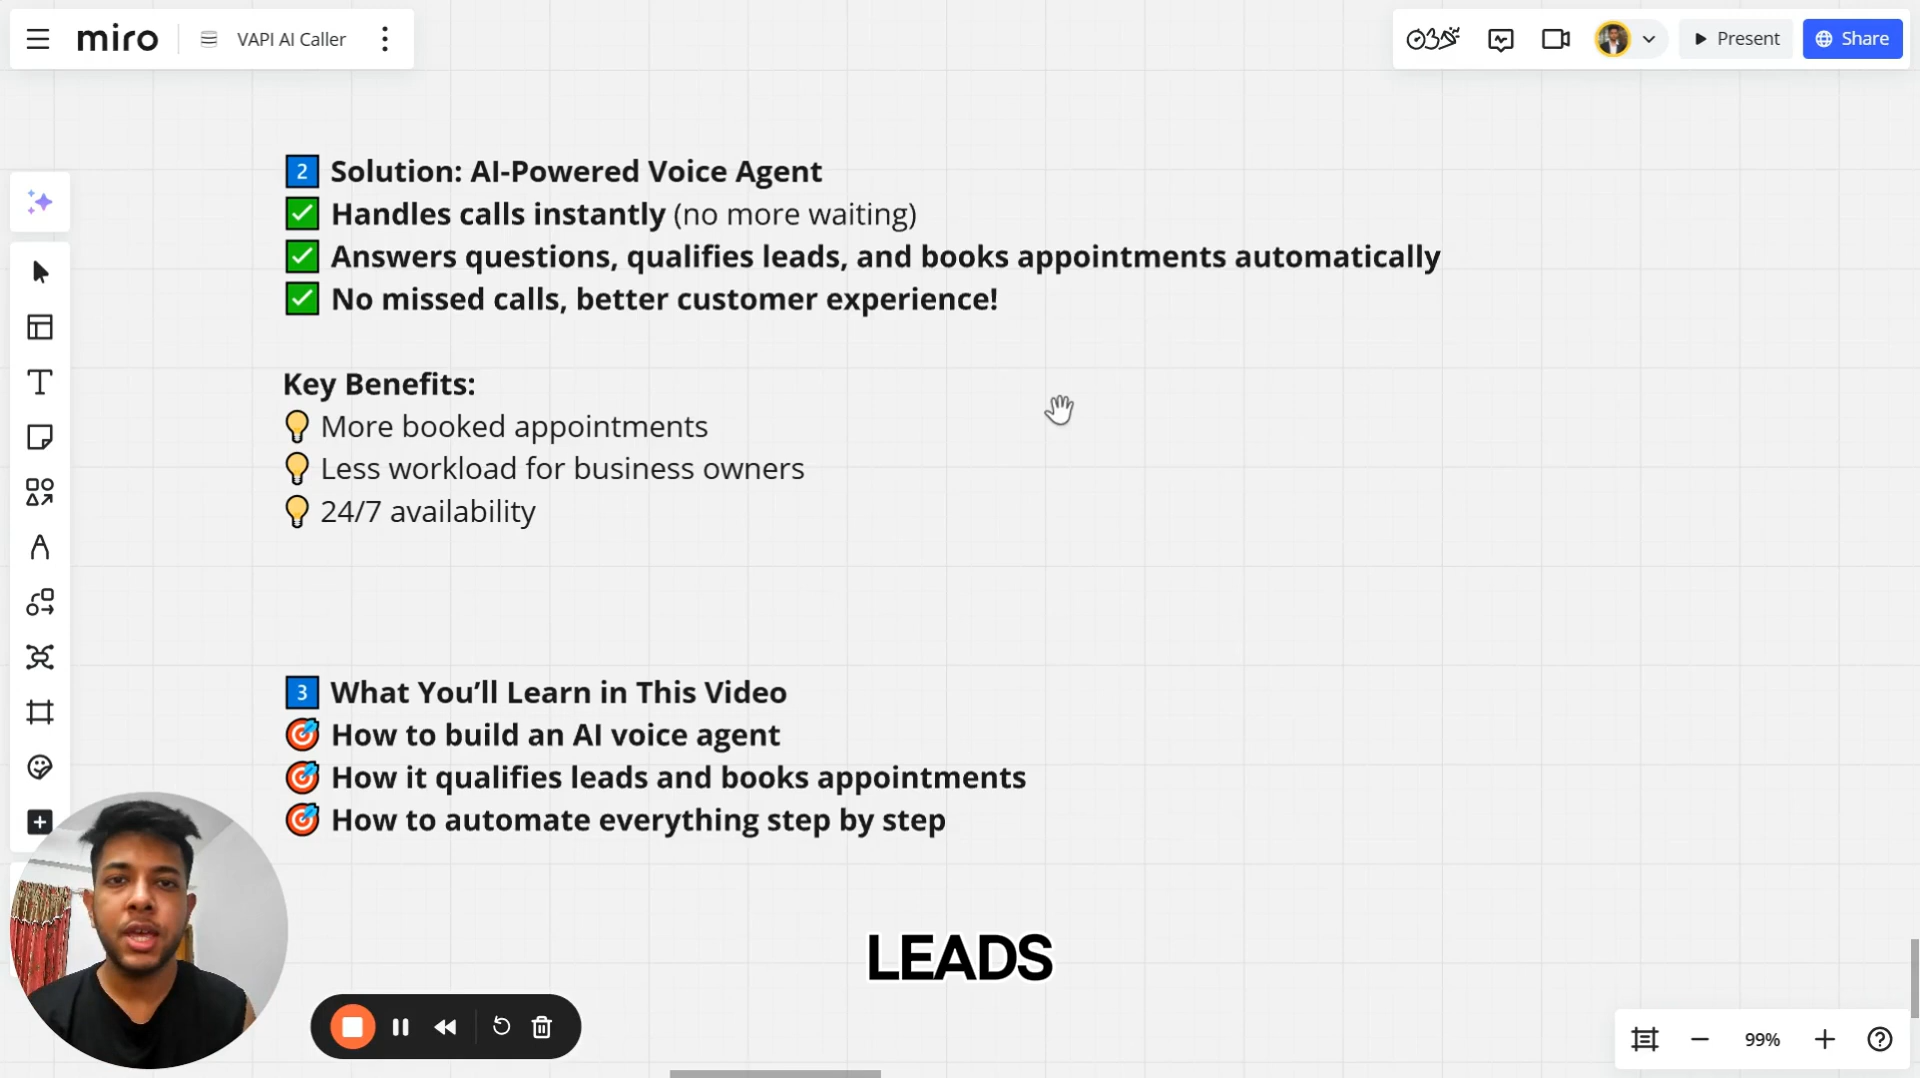 miro
VAPI AI Caller
Present
Share
2 Solution: AI-Powered Voice Agent
Handles calls instantly (no more waiting)
Answers questions, qualifies leads, and books appointments automatically
No missed calls, better customer experience!
Key Benefits:
More booked appointments
Less workload for business owners
24/7 availability
3 What You’ll Learn in This Video
How to build an AI voice agent
How it qualifies leads and books appointments
How to automate everything step by step
LEADS
99%